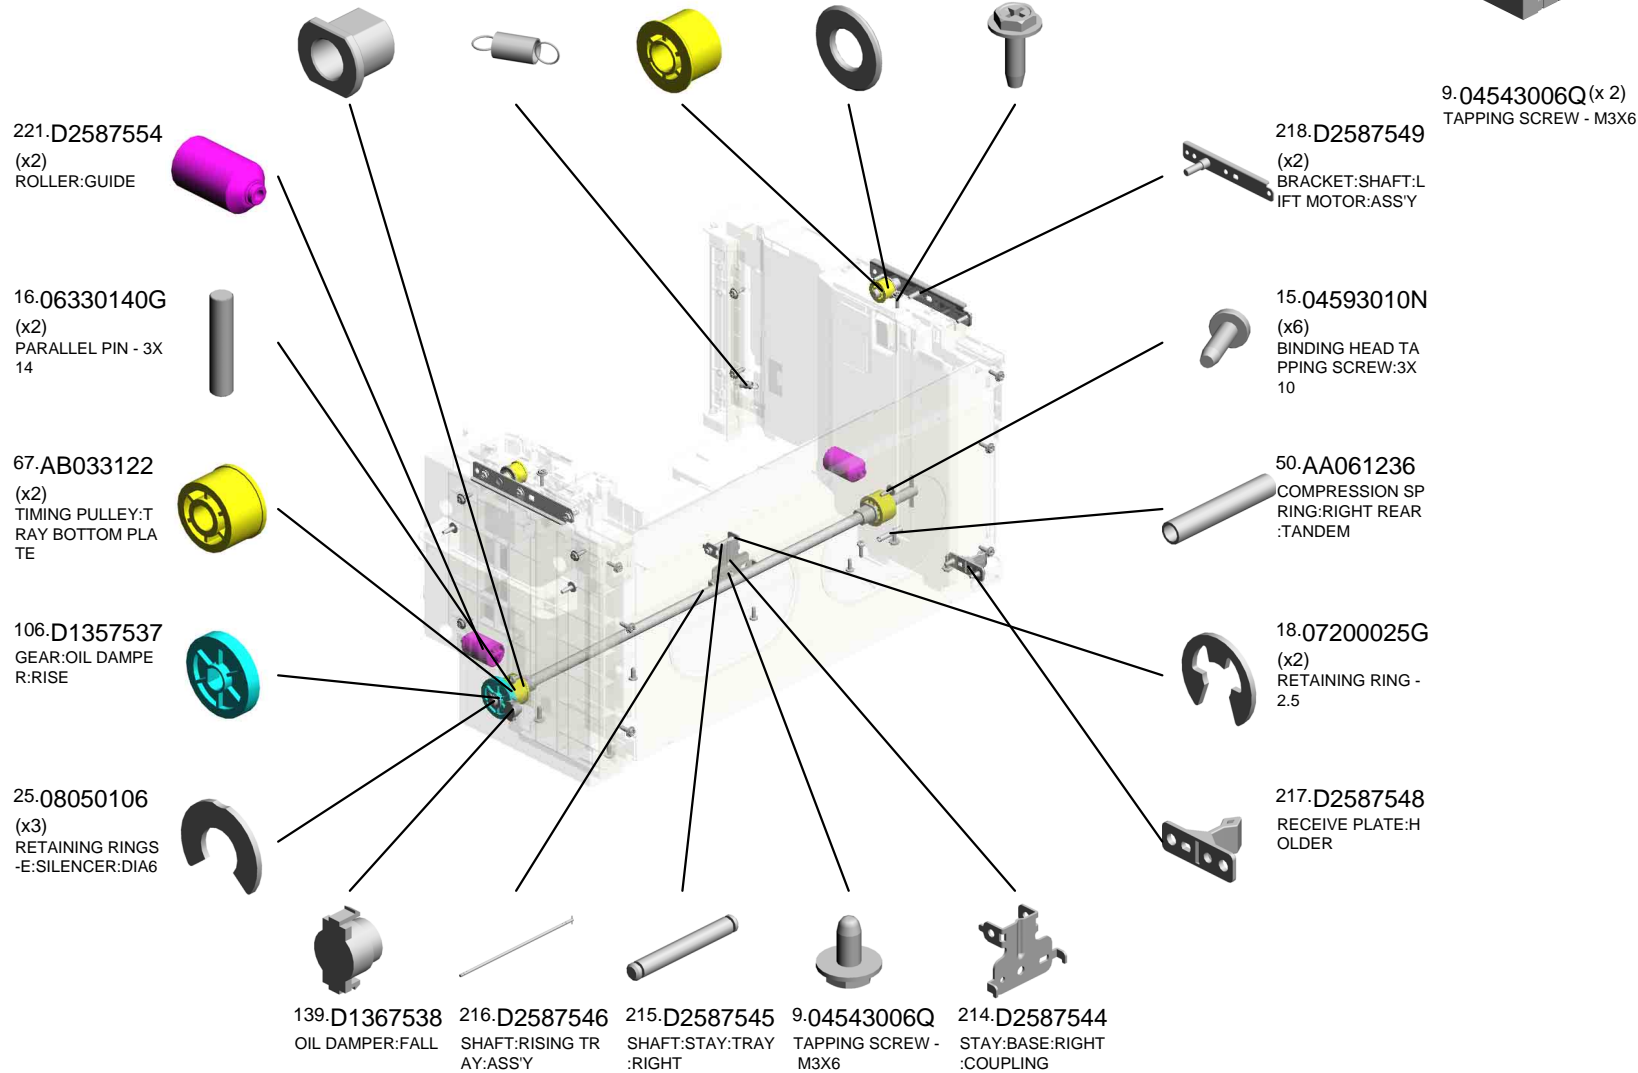 9.04543006Q (x 2)
TAPPING SCREW - M3X6
221.D2587554
(x2)
ROLLER:GUIDE
16.06330140G
(x2)
PARALLEL PIN - 3X
14
67.AB033122
(x2)
TIMING PULLEY:T
RAY BOTTOM PLA
TE
106.D1357537
GEAR:OIL DAMPE
R:RISE
25.08050106
(x3)
RETAINING RINGS
-E:SILENCER:DIA6
218.D2587549
(x2)
BRACKET:SHAFT:L
IFT MOTOR:ASS'Y
15.04593010N
(x6)
BINDING HEAD TA
PPING SCREW:3X
10
50.AA061236
COMPRESSION SP
RING:RIGHT REAR
:TANDEM
18.07200025G
(x2)
RETAINING RING -
2.5
217.D2587548
RECEIVE PLATE:H
OLDER
139.D1367538
OIL DAMPER:FALL
216.D2587546
SHAFT:RISING TR
AY:ASS'Y
215.D2587545
SHAFT:STAY:TRAY
:RIGHT
9.04543006Q
TAPPING SCREW -
M3X6
214.D2587544
STAY:BASE:RIGHT
:COUPLING